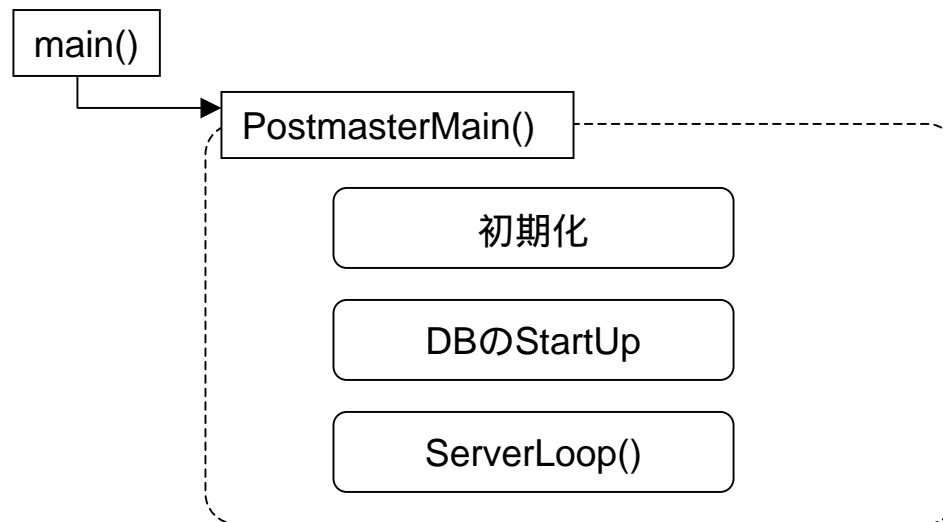 main()
PostmasterMain()
初期化
DBのStartUp
ServerLoop()